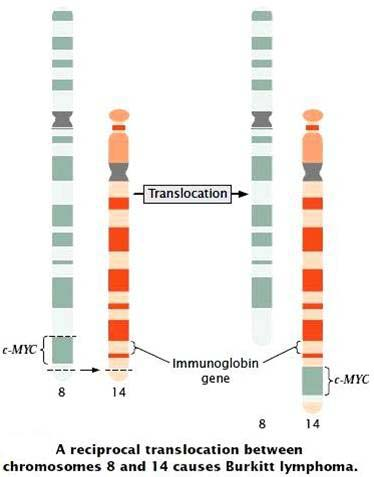 Translocation
c-MYC
Immunoglobin
gene
c-MYC
8
14
8
14
A reciprocal translocation between
chromosomes 8 and 14 causes Burkitt lymphoma.